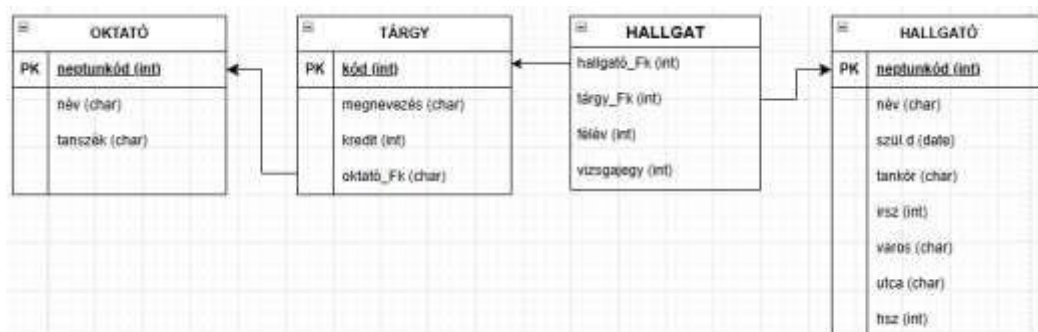 OKTATÓ
PK neptunkód (int)
név (char)
tanszék (char)
TÁRGY
PK kód (int)
megnevezés (char)
kredit (int)
oktató_Fk (char)
HALLGAT
hallgató_Fk (int)
tárgy_Fk (int)
félév (int)
vizsgajegy (int)
HALLGATÓ
PK neptunkód (int)
név (char)
szül.d (date)
tankör (char)
irsz (int)
város (char)
utca (char)
hsz (int)